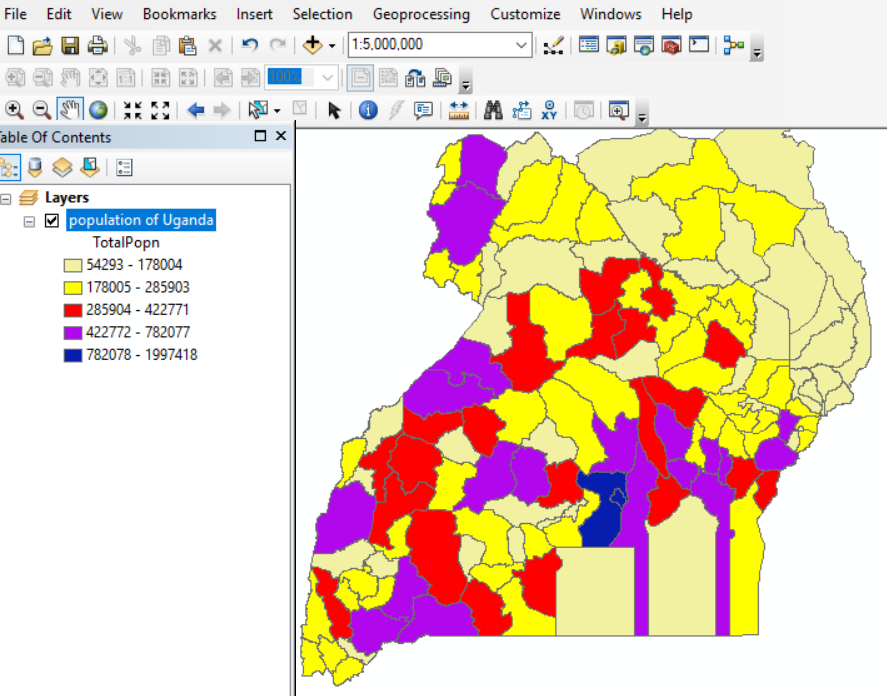 File Edit View Bookmarks Insert Selection Geoprocessing Customize Windows Help
1:5,000,000
100%
XY
able Of Contents
Layers
population of Uganda
TotalPopn
54293 - 178004
178005 - 285903
285904 - 422771
422772 - 782077
782078 - 1997418